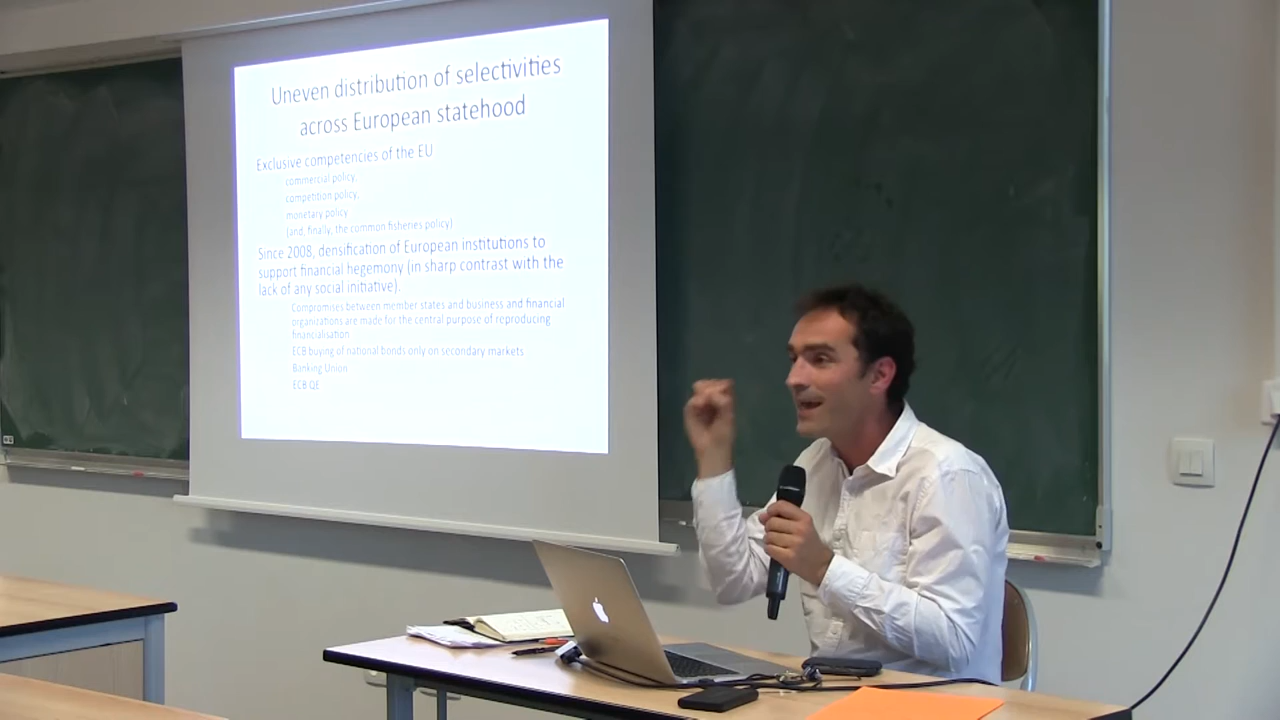 Uneven distribution of selectivities
across European statehood
Exclusive competencies of the EU
commercial policy,
competition policy,
monetary policy
(and, finally, the common fisheries policy)
Since 2008, densification of European institutions to
support financial hegemony (in sharp contrast with the
lack of any social initiative).
Compromises between member states and business and financial
organizations are made for the central purpose of reproducing
financialisation
ECB buying of national bonds only on secondary markets
Banking Union
ECB QE